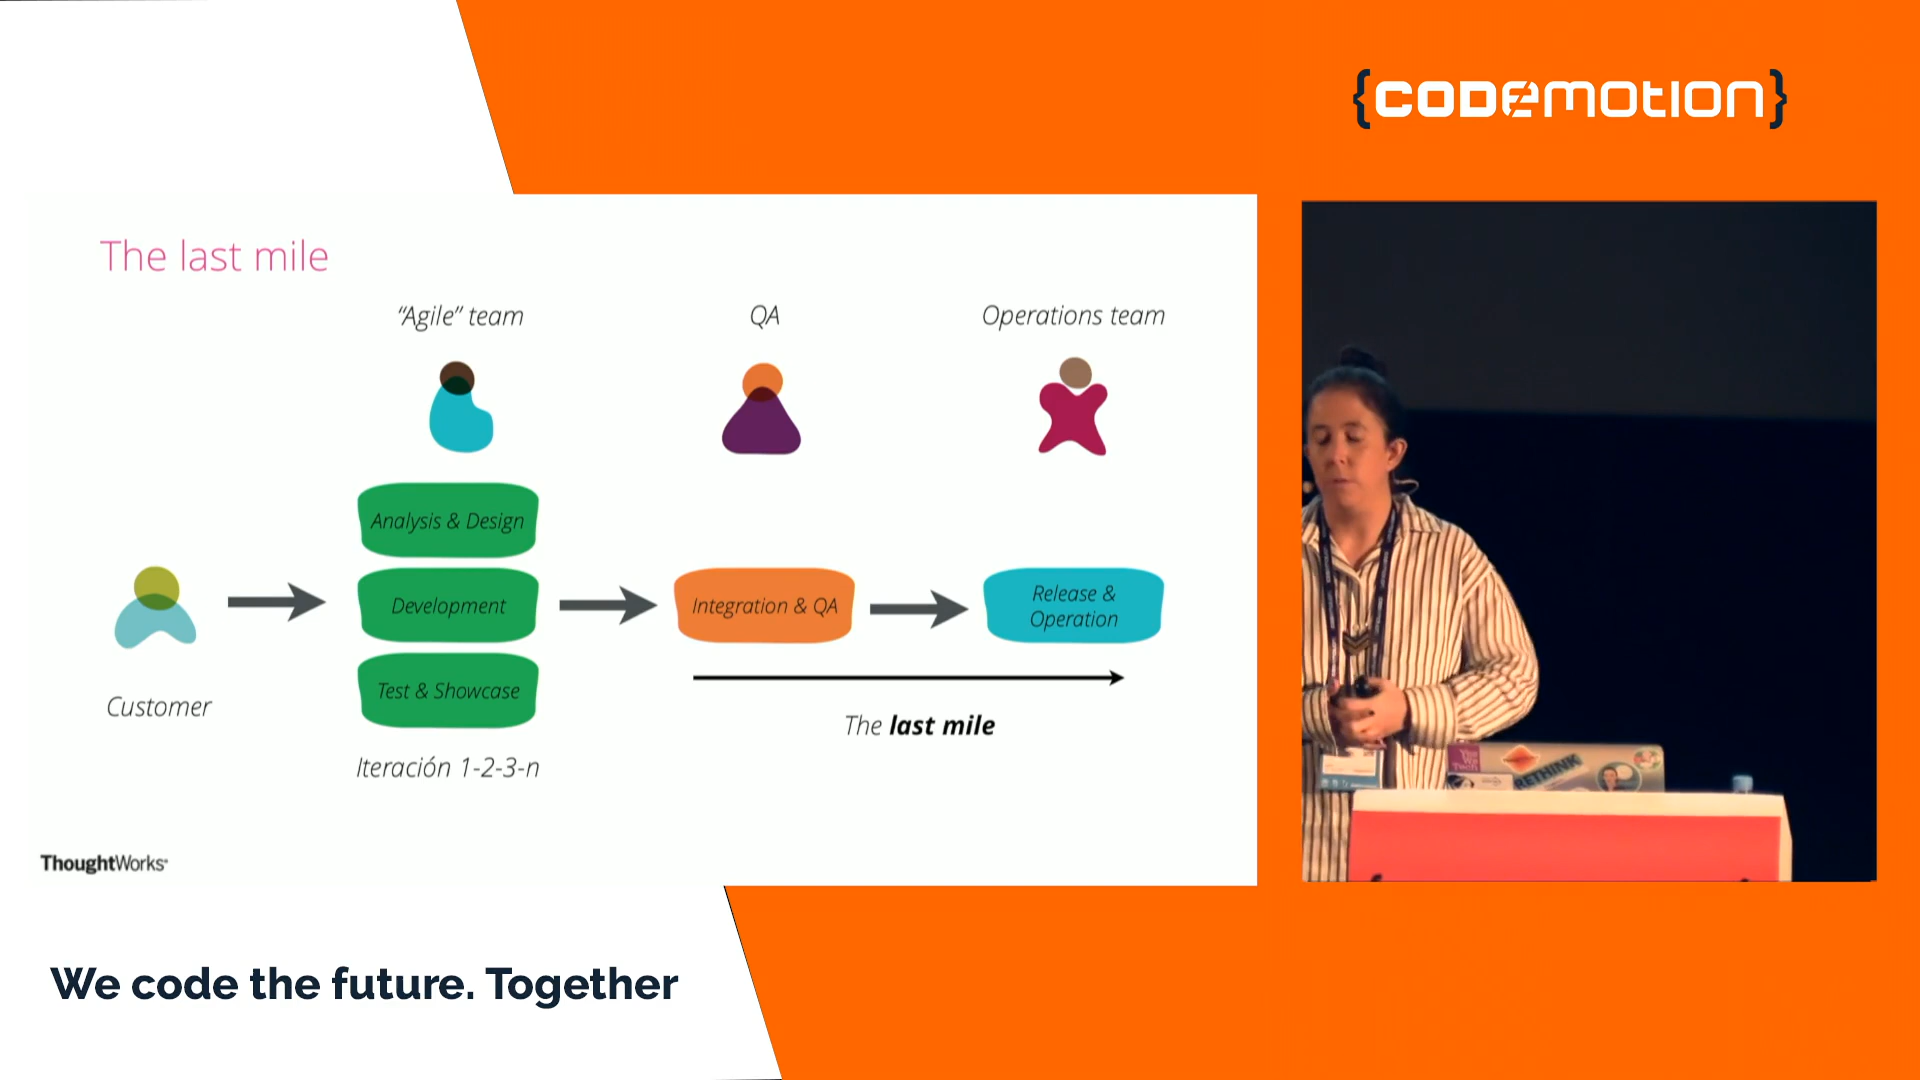 {CODEMOTION}
The last mile
“Agile” team
QA
Operations team
Analysis & Design
Development
Test & Showcase
Integration & QA
Release &
Operation
Customer
The last mile
Iteración 1-2-3-n
ThoughtWorks
RETHINK
We code the future. Together